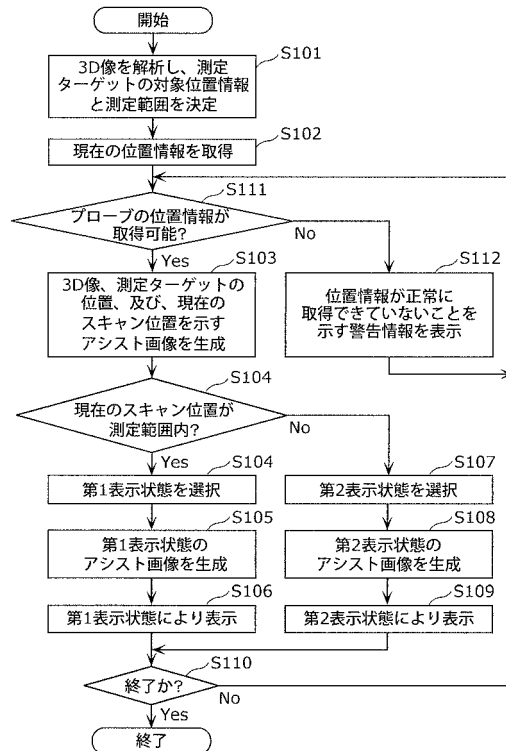 開始
S101
3D像を解析し、測定
ターゲットの対象位置情報
と測定範囲を決定
S102
現在の位置情報を取得
S111
プローブの位置情報が
取得可能?
No
Yes
S103
3D像、測定ターゲットの
位置、及び、現在の
スキャン位置を示す
アシスト画像を生成
S112
位置情報が正常に
取得できていないことを
示す警告情報を表示
S104
現在のスキャン位置が
測定範囲内?
No
Yes
S104
第1表示状態を選択
S107
第2表示状態を選択
S105
第1表示状態の
アシスト画像を生成
S108
第2表示状態の
アシスト画像を生成
S106
第1表示状態により表示
S109
第2表示状態により表示
S110
終了か?
No
Yes
終了